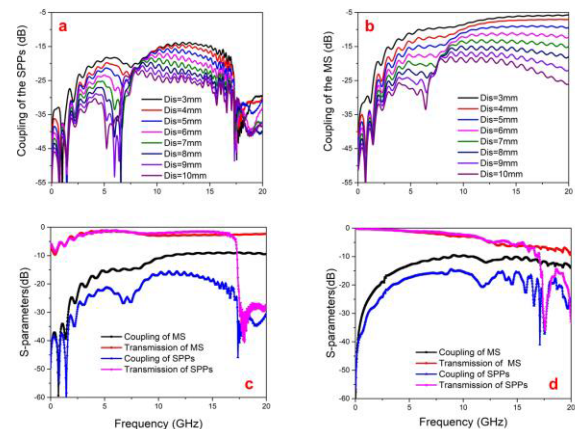 a
Coupling of the SPPs (dB)
-5
-15
-25
-35
-45
-55
0 5 10 15 20
Dis=3mm
Dis=4mm
Dis=5mm
Dis=6mm
Dis=7mm
Dis=8mm
Dis=9mm
Dis=10mm
b
Coupling of the MS (dB)
-5
-15
-25
-35
-45
-55
0 5 10 15 20
Dis=3mm
Dis=4mm
Dis=5mm
Dis=6mm
Dis=7mm
Dis=8mm
Dis=9mm
Dis=10mm
S-parameters(dB)
0
-10
-20
-30
-40
-50
-60
0 5 10 15 20
Coupling of MS
Transmission of MS
Coupling of SPPs
Transmission of SPPs
c
Frequency (GHz)
S-parameters(dB)
0
-10
-20
-30
-40
-50
-60
0 5 10 15 20
Coupling of MS
Transmission of MS
Coupling of SPPs
Transmission of SPPs
d
Frequency (GHz)